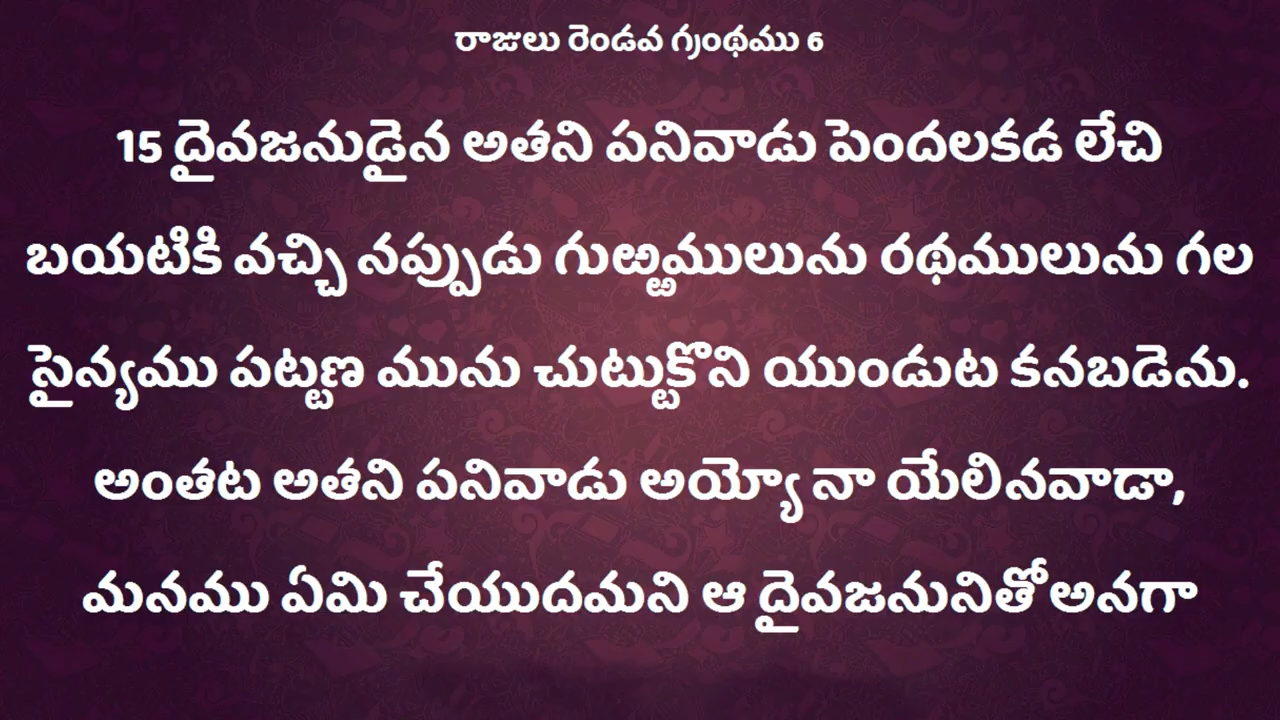 రాజులు రెండవ గ్రంథము 6
15 దైవజనుడైన అతని పనివాడు పెందలకడ లేచి
బయటికి వచ్చి నప్పుడు గుఱ్ఱములును రథములును గల
సైన్యము పట్టణ మును చుట్టుకొని యుండుట కనబడెను.
అంతట అతని పనివాడు అయ్యో నా యేలినవాడా,
మనము ఏమి చేయుదమని ఆ దైవజనునితో అనగా